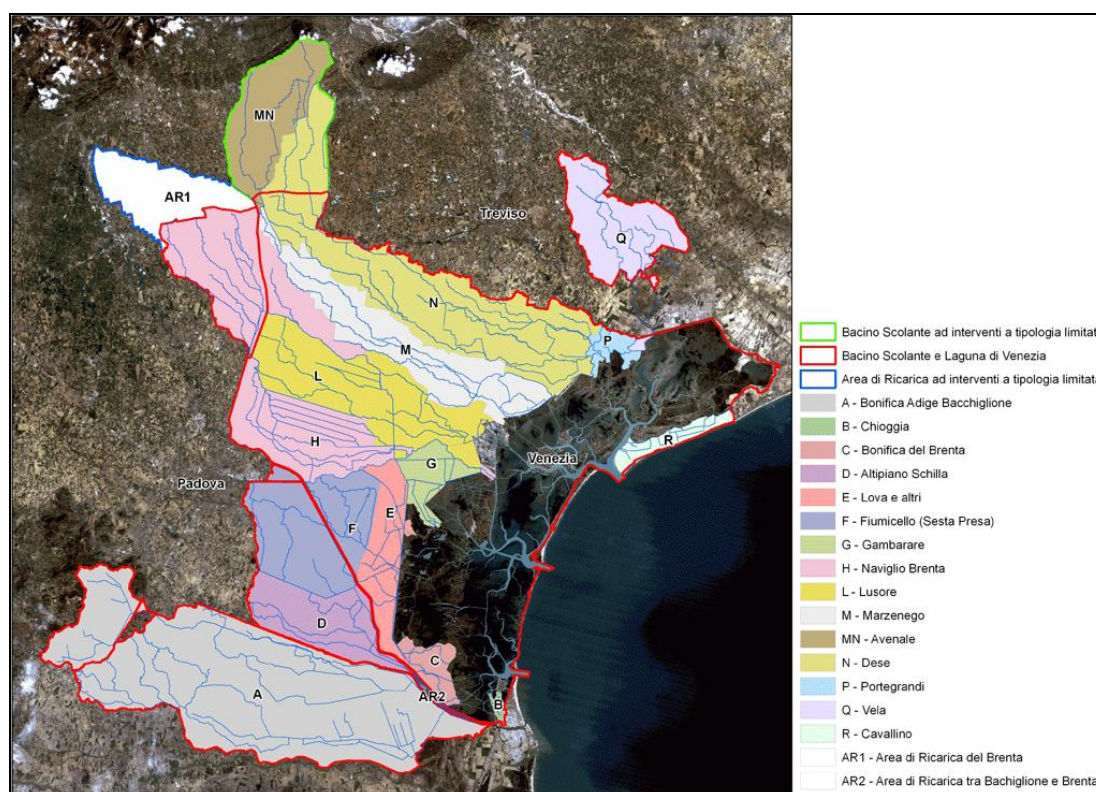 MN
AR1
Treviso
Q
N
P
M
L
R
H
Venezia
G
Padova
E
F
D
C
A
AR2
B
Bacino Scolante ad interventi a tipologia limitata
Bacino Scolante e Laguna di Venezia
Area di Ricarica ad interventi a tipologia limitata
A - Bonifica Adige Bacchiglione
B - Chioggia
C - Bonifica del Brenta
D - Altipiano Schilla
E - Lova e altri
F - Fiumicello (Sesta Presa)
G - Gambarare
H - Naviglio Brenta
L - Lusore
M - Marzenego
MN - Avenale
N - Dese
P - Portegrandi
Q - Vela
R - Cavallino
AR1 - Area di Ricarica del Brenta
AR2 - Area di Ricarica tra Bachiglione e Brenta